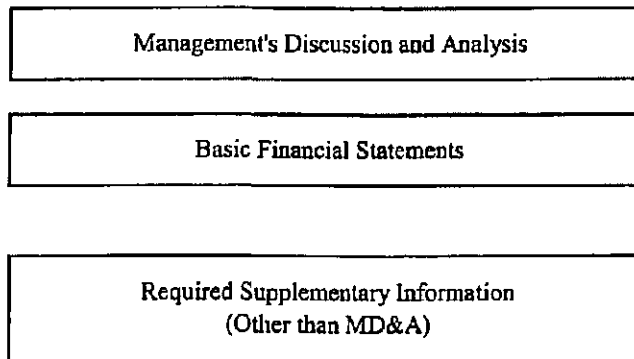 Management's Discussion and Analysis
Basic Financial Statements
Required Supplementary Information
(Other than MD&A)